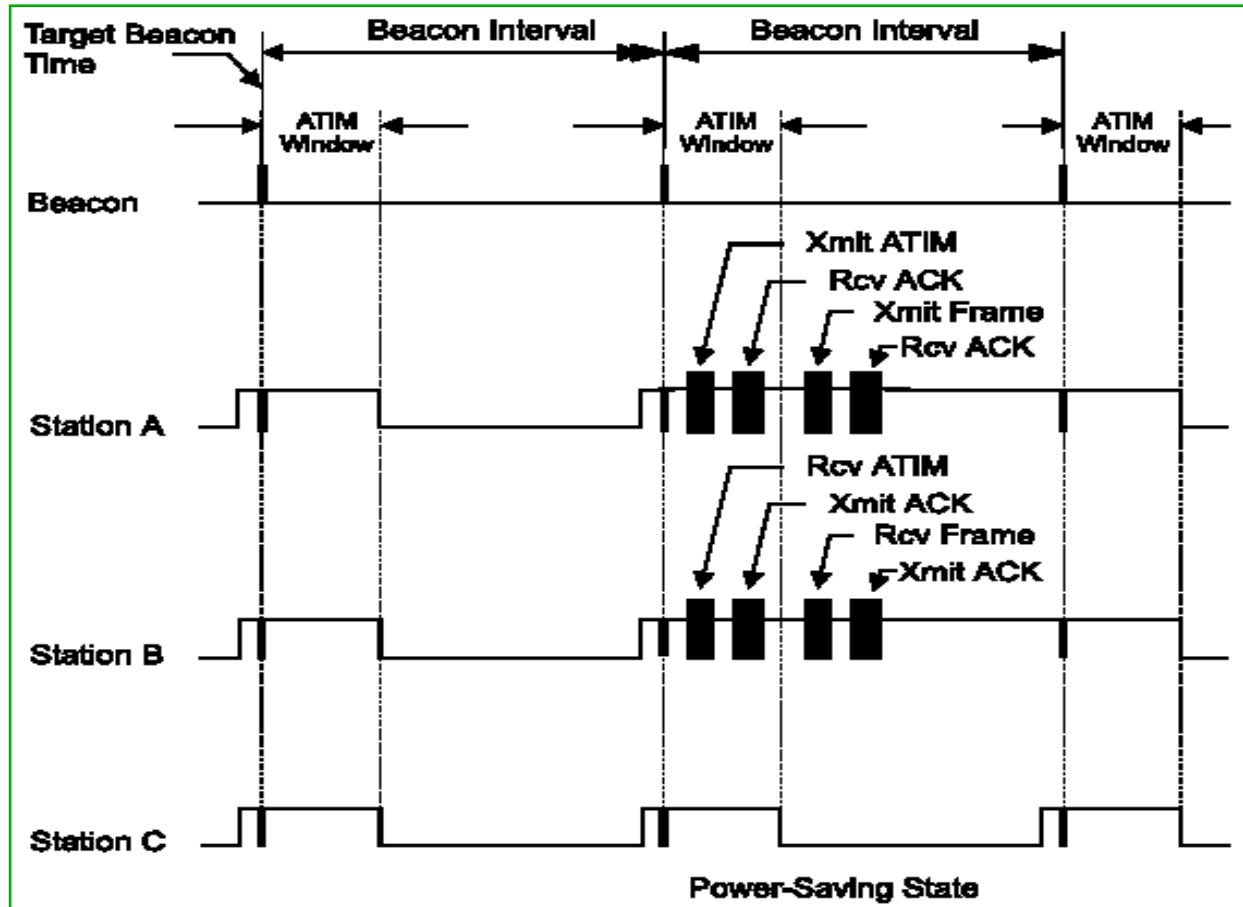 Target Beacon
Time
Beacon Interval
Beacon Interval
ATIM
Window
ATIM
Window
ATIM
Window
Beacon
Xmit ATIM
Rcv ACK
Xmit Frame
Rcv ACK
Station A
Rcv ATIM
Xmit ACK
Rcv Frame
Xmit ACK
Station B
Station C
Power-Saving State